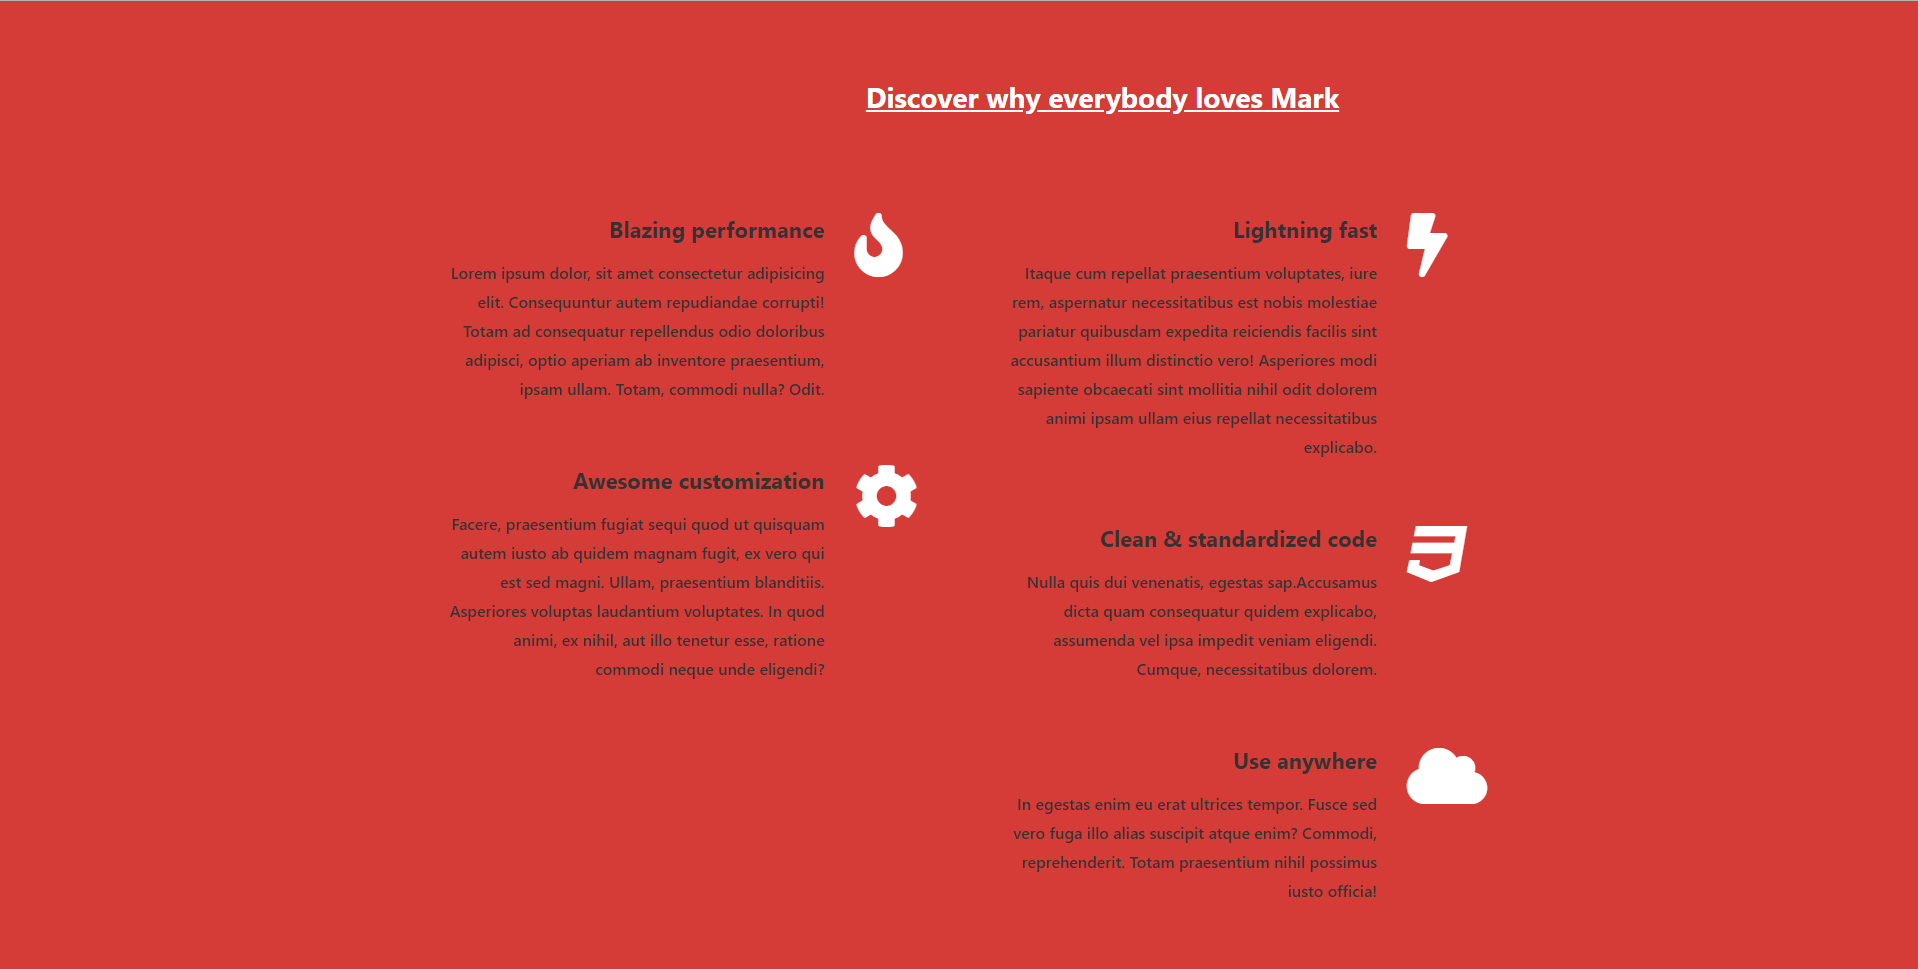 Discover why everybody loves Mark
Blazing performance
Lorem ipsum dolor, sit amet consectetur adipisicing
elit. Consequuntur autem repudiandae corrupti!
Totam ad consequatur repellendus odio doloribus
adipisci, optio aperiam ab inventore praesentium,
ipsam ullam. Totam, commodi nulla? Odit.
Awesome customization
Facere, praesentium fugiat sequi quod ut quisquam
autem iusto ab quidem magnam fugit, ex vero qui
est sed magni. Ullam, praesentium blanditiis.
Asperiores voluptas laudantium voluptates. In quod
animi, ex nihil, aut illo tenetur esse, ratione
commodi neque unde eligendi?
Lightning fast
Itaque cum repellat praesentium voluptates, iure
rem, aspernatur necessitatibus est nobis molestiae
pariatur quibusdam expedita reiciendis facilis sint
accusantium illum distinctio vero! Asperiores modi
sapiente obcaecati sint mollitia nihil odit dolorem
animi ipsam ullam eius repellat necessitatibus
explicabo.
Clean & standardized code
Nulla quis dui venenatis, egestas sap.Accusamus
dicta quam consequatur quidem explicabo,
assumenda vel ipsa impedit veniam eligendi.
Cumque, necessitatibus dolorem.
Use anywhere
In egestas enim eu erat ultrices tempor. Fusce sed
vero fuga illo alias suscipit atque enim? Commodi,
reprehenderit. Totam praesentium nihil possimus
iusto officia!